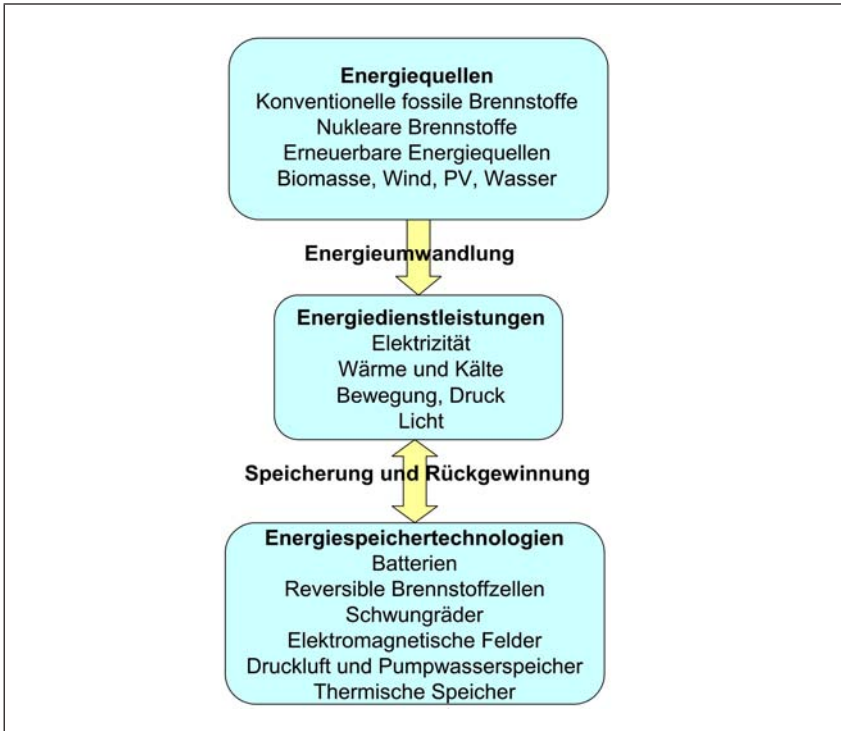 Energiequellen
Konventionelle fossile Brennstoffe
Nukleare Brennstoffe
Erneuerbare Energiequellen
Biomasse, Wind, PV, Wasser
Energieumwandlung
Energiedienstleistungen
Elektrizität
Wärme und Kälte
Bewegung, Druck
Licht
Speicherung und Rückgewinnung
Energiespeichertechnologien
Batterien
Reversible Brennstoffzellen
Schwungräder
Elektromagnetische Felder
Druckluft und Pumpwasserspeicher
Thermische Speicher